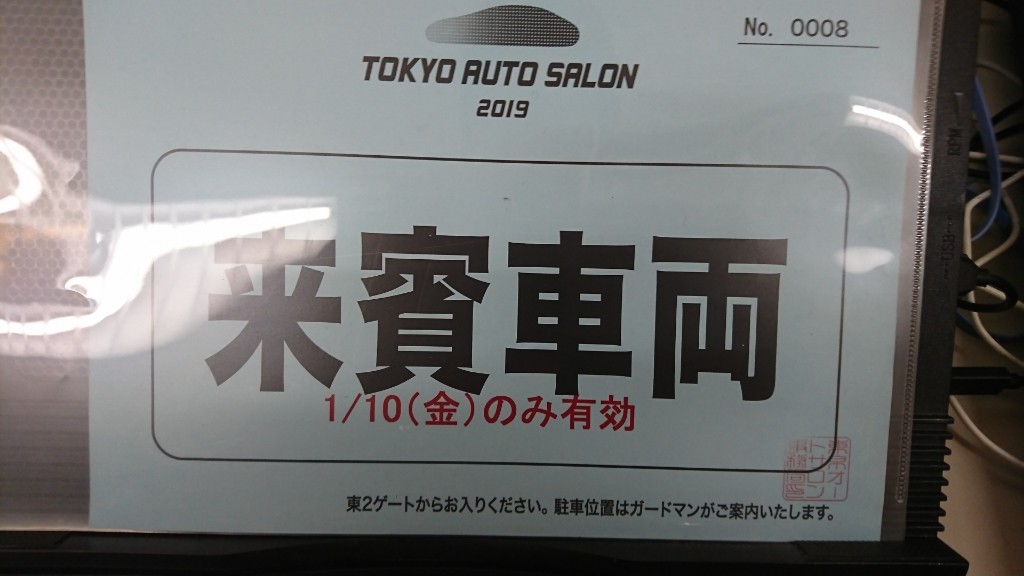 No. 0008
TOKYO AUTO SALON
2019
来賓車両
1/10(金)のみ有効
東2ゲートからお入りください。駐車位置はガードマンがご案内いたします。